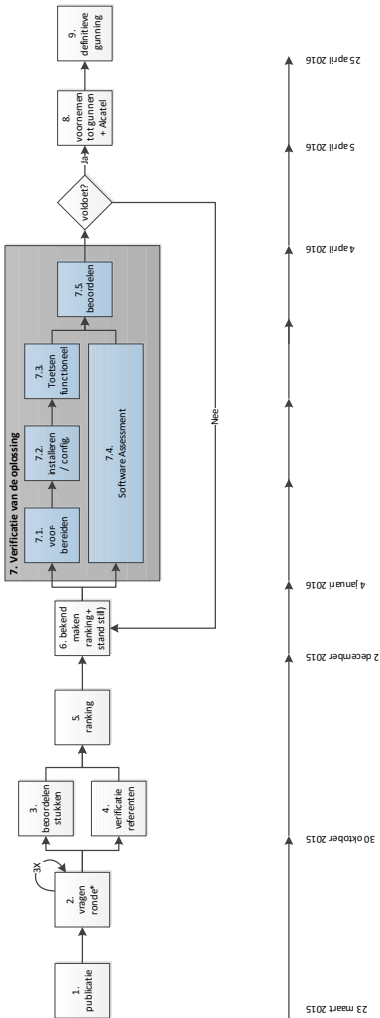 1.
publicatie
2.
vragen
ronde*
3X
3.
beoordelen
stukken
4.
verificatie
referenten
5.
ranking
6. bekend
maken
ranking +
stand still)
7. Verificatie van de oplossing
7.1.
voor-
bereiden
7.2.
installeren
/ config.
7.3.
Toetsen
functioneel
7.4.
Software Assessment
7.5.
beoordelen
voldoet?
Ja
Nee
8.
voornemen
tot gunnen
+ Alcatel
9.
definitieve
gunning
23 maart 2015
30 oktober 2015
2 december 2015
4 januari 2016
4 april 2016
5 april 2016
25 april 2016